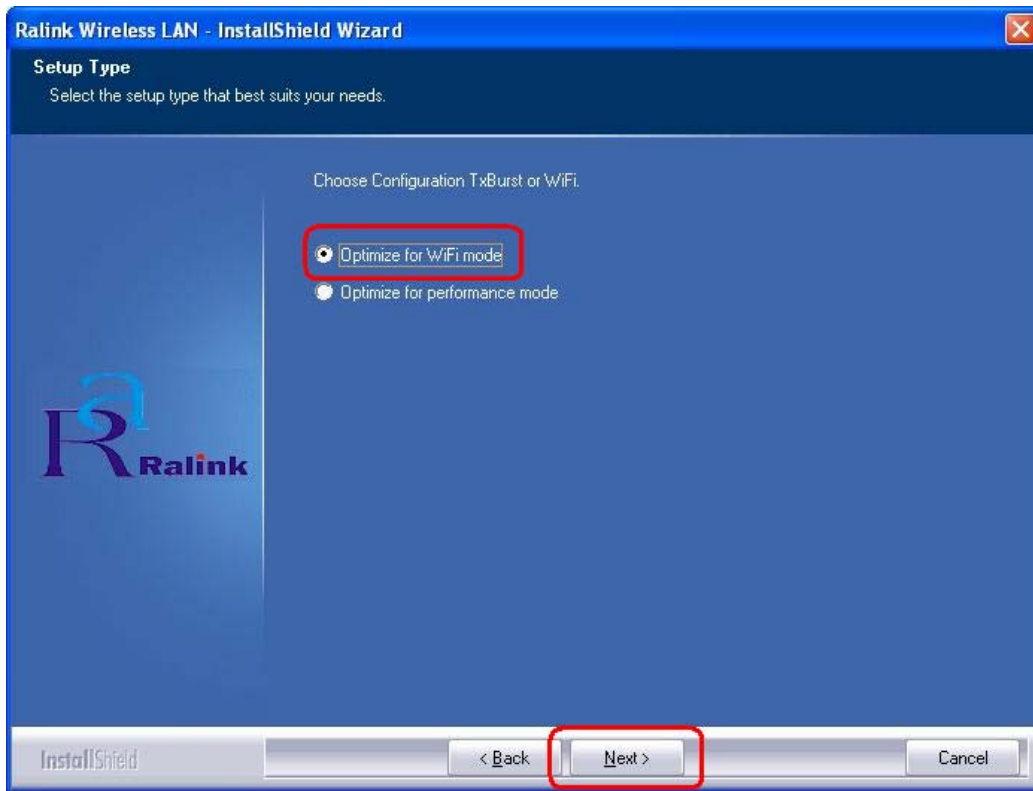 Ralink Wireless LAN - InstallShield Wizard
Setup Type
Select the setup type that best suits your needs.
Choose Configuration TxBurst or WiFi.
Optimize for WiFi mode
Optimize for performance mode
Ra
Ralink
InstallShield
< Back
Next >
Cancel